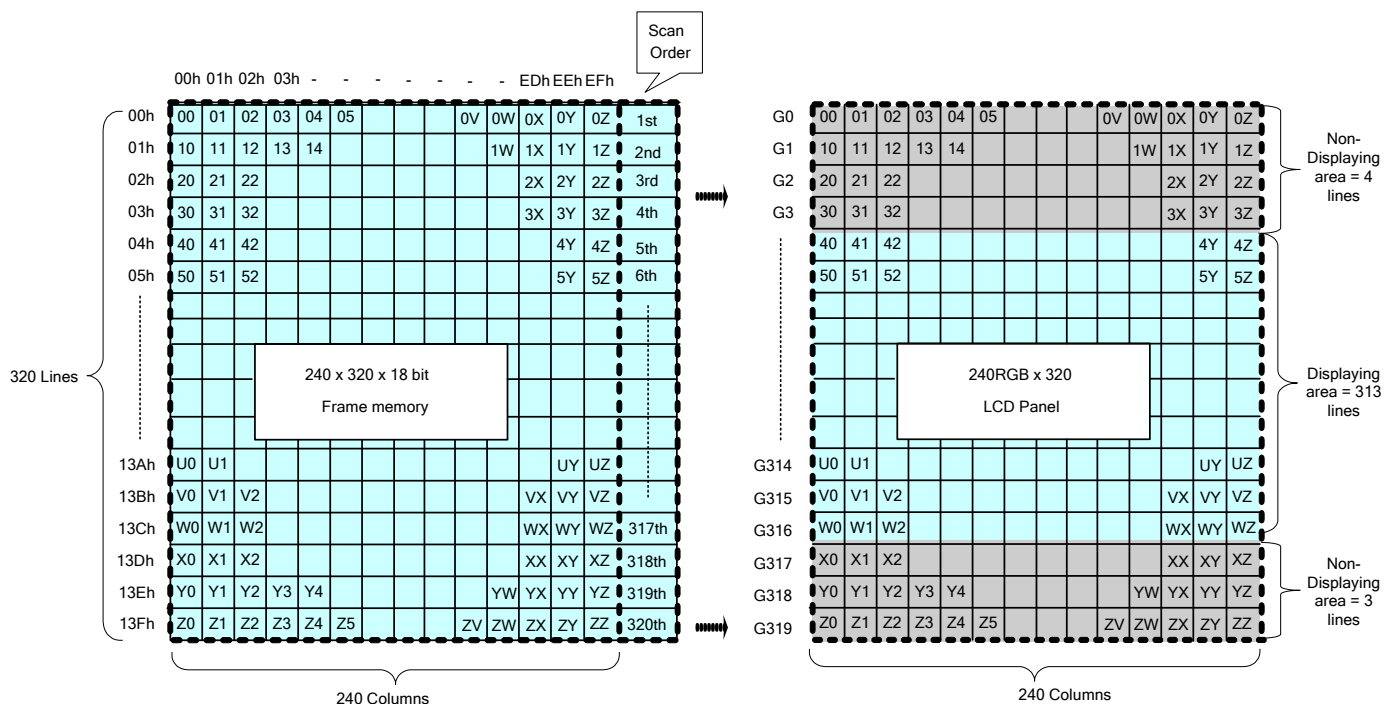 Scan
Order
00h 01h 02h 03h - - - - - - - EDh EEh EFh
00h 00 01 02 03 04 05 0V 0W 0X 0Y 0Z 1st
01h 10 11 12 13 14 1W 1X 1Y 1Z 2nd
02h 20 21 22 2X 2Y 2Z 3rd
03h 30 31 32 3X 3Y 3Z 4th
04h 40 41 42 4Y 4Z 5th
05h 50 51 52 5Y 5Z 6th
320 Lines
240 x 320 x 18 bit
Frame memory
13Ah U0 U1 UY UZ
13Bh V0 V1 V2 VX VY VZ
13Ch W0 W1 W2 WX WY WZ 317th
13Dh X0 X1 X2 XX XY XZ 318th
13Eh Y0 Y1 Y2 Y3 Y4 YW YX YY YZ 319th
13Fh Z0 Z1 Z2 Z3 Z4 Z5 ZV ZW ZX ZY ZZ 320th
240 Columns
G0 00 01 02 03 04 05 0V 0W 0X 0Y 0Z
G1 10 11 12 13 14 1W 1X 1Y 1Z
G2 20 21 22 2X 2Y 2Z
G3 30 31 32 3X 3Y 3Z
40 41 42 4Y 4Z
50 51 52 5Y 5Z
Non-
Displaying
area = 4
lines
240RGB x 320
LCD Panel
Displaying
area = 313
lines
G314 U0 U1 UY UZ
G315 V0 V1 V2 VX VY VZ
G316 W0 W1 W2 WX WY WZ
G317 X0 X1 X2 XX XY XZ
G318 Y0 Y1 Y2 Y3 Y4 YW YX YY YZ
G319 Z0 Z1 Z2 Z3 Z4 Z5 ZV ZW ZX ZY ZZ
Non-
Displaying
area = 3
lines
240 Columns